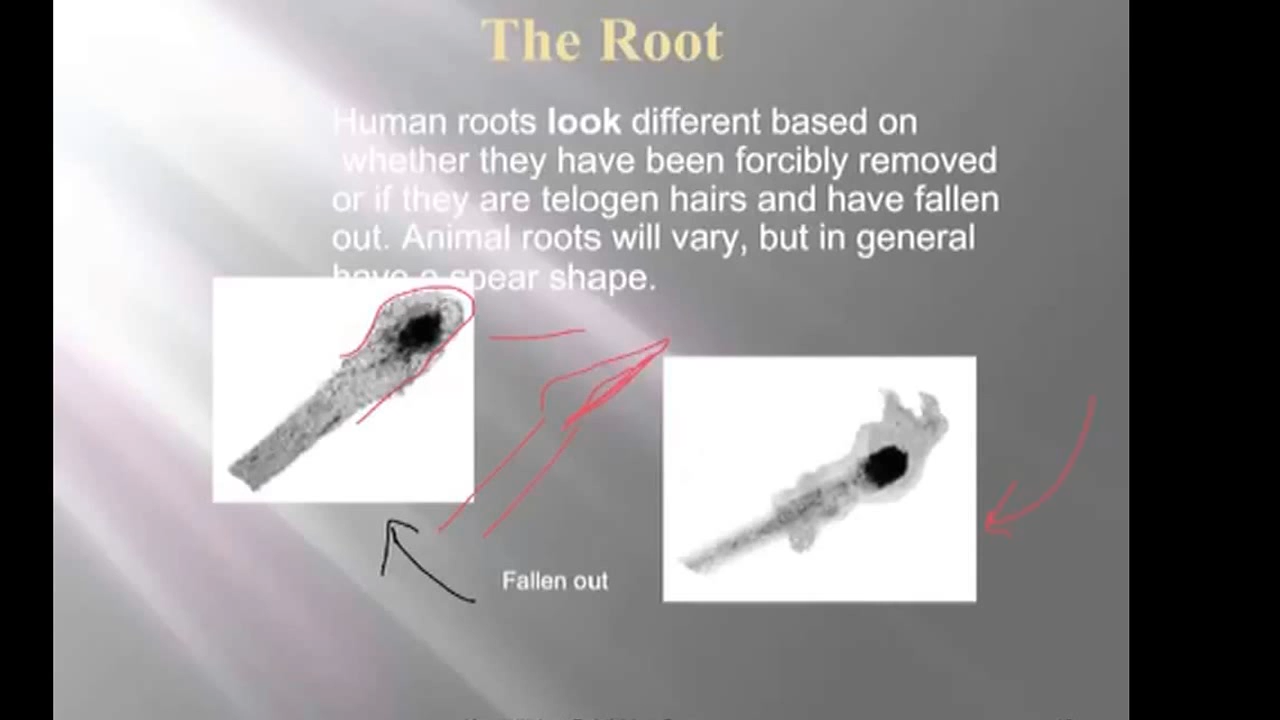 The Root
Human roots look different based on
whether they have been forcibly removed
or if they are telogen hairs and have fallen
out. Animal roots will vary, but in general
have a spear shape.
Fallen out